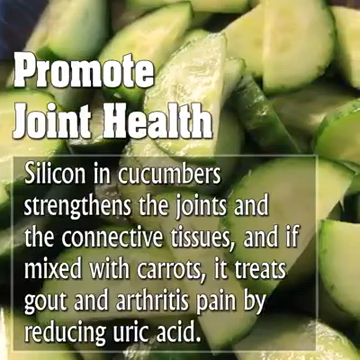 Promote
Joint Health
Silicon in cucumbers
strengthens the joints and
the connective tissues, and if
mixed with carrots, it treats
gout and arthritis pain by
reducing uric acid.